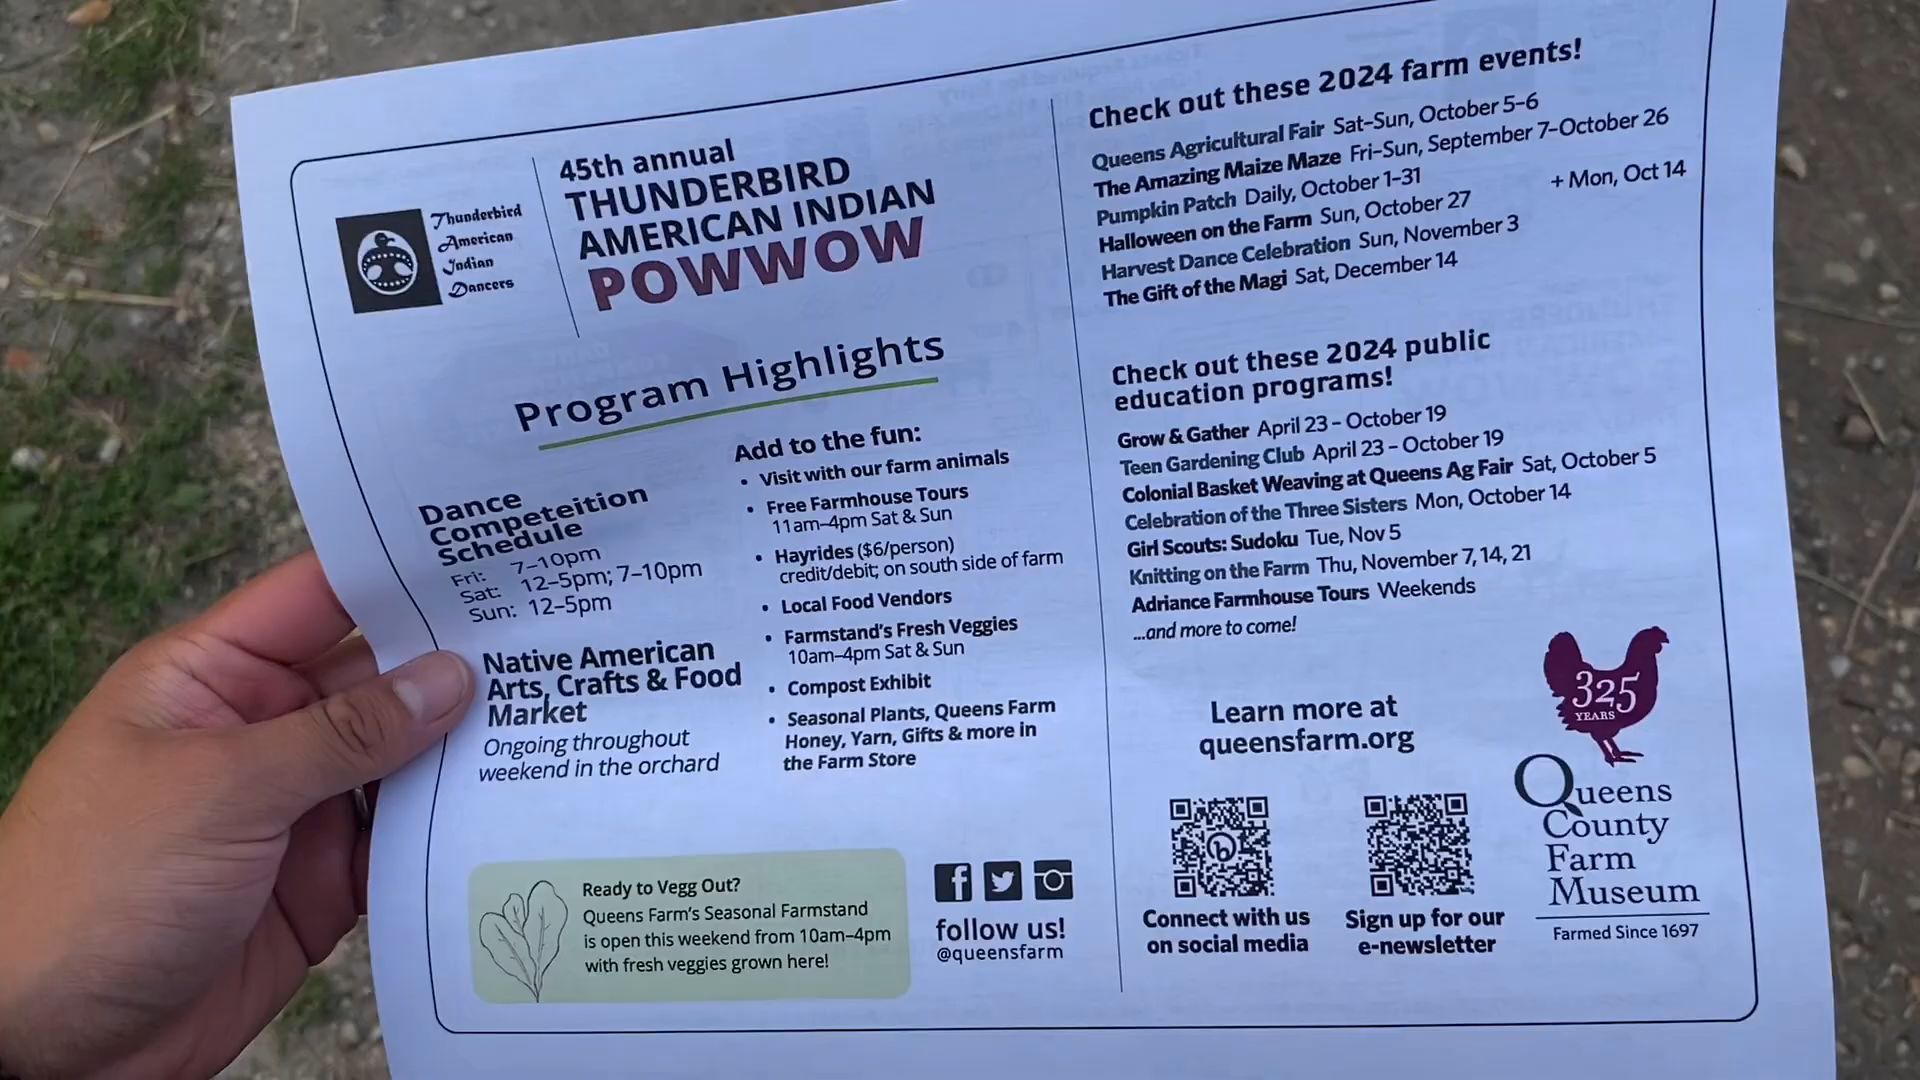 Thunderbird
American
Indian
Dancers
45th annual
THUNDERBIRD
AMERICAN INDIAN
POWWOW
Program Highlights
Dance
Competeition
Schedule
Fri: 7–10pm
Sat: 12–5pm; 7–10pm
Sun: 12–5pm
Native American
Arts, Crafts & Food
Market
Ongoing throughout
weekend in the orchard
Add to the fun:
• Visit with our farm animals
• Free Farmhouse Tours
11am–4pm Sat & Sun
• Hayrides ($6/person)
credit/debit; on south side of farm
• Local Food Vendors
• Farmstand's Fresh Veggies
10am–4pm Sat & Sun
• Compost Exhibit
• Seasonal Plants, Queens Farm
Honey, Yarn, Gifts & more in
the Farm Store
Ready to Vegg Out?
Queens Farm's Seasonal Farmstand
is open this weekend from 10am–4pm
with fresh veggies grown here!
follow us!
@queensfarm
Check out these 2024 farm events!
Queens Agricultural Fair Sat–Sun, October 5–6
The Amazing Maize Maze Fri–Sun, September 7–October 26
+ Mon, Oct 14
Pumpkin Patch Daily, October 1–31
Halloween on the Farm Sun, October 27
Harvest Dance Celebration Sun, November 3
The Gift of the Magi Sat, December 14
Check out these 2024 public
education programs!
Grow & Gather April 23 – October 19
Teen Gardening Club April 23 – October 19
Colonial Basket Weaving at Queens Ag Fair Sat, October 5
Celebration of the Three Sisters Mon, October 14
Girl Scouts: Sudoku Tue, Nov 5
Knitting on the Farm Thu, November 7, 14, 21
Adriance Farmhouse Tours Weekends
...and more to come!
Learn more at
queensfarm.org
Connect with us
on social media
Sign up for our
e-newsletter
325
YEARS
Queens
County
Farm
Museum
Farmed Since 1697